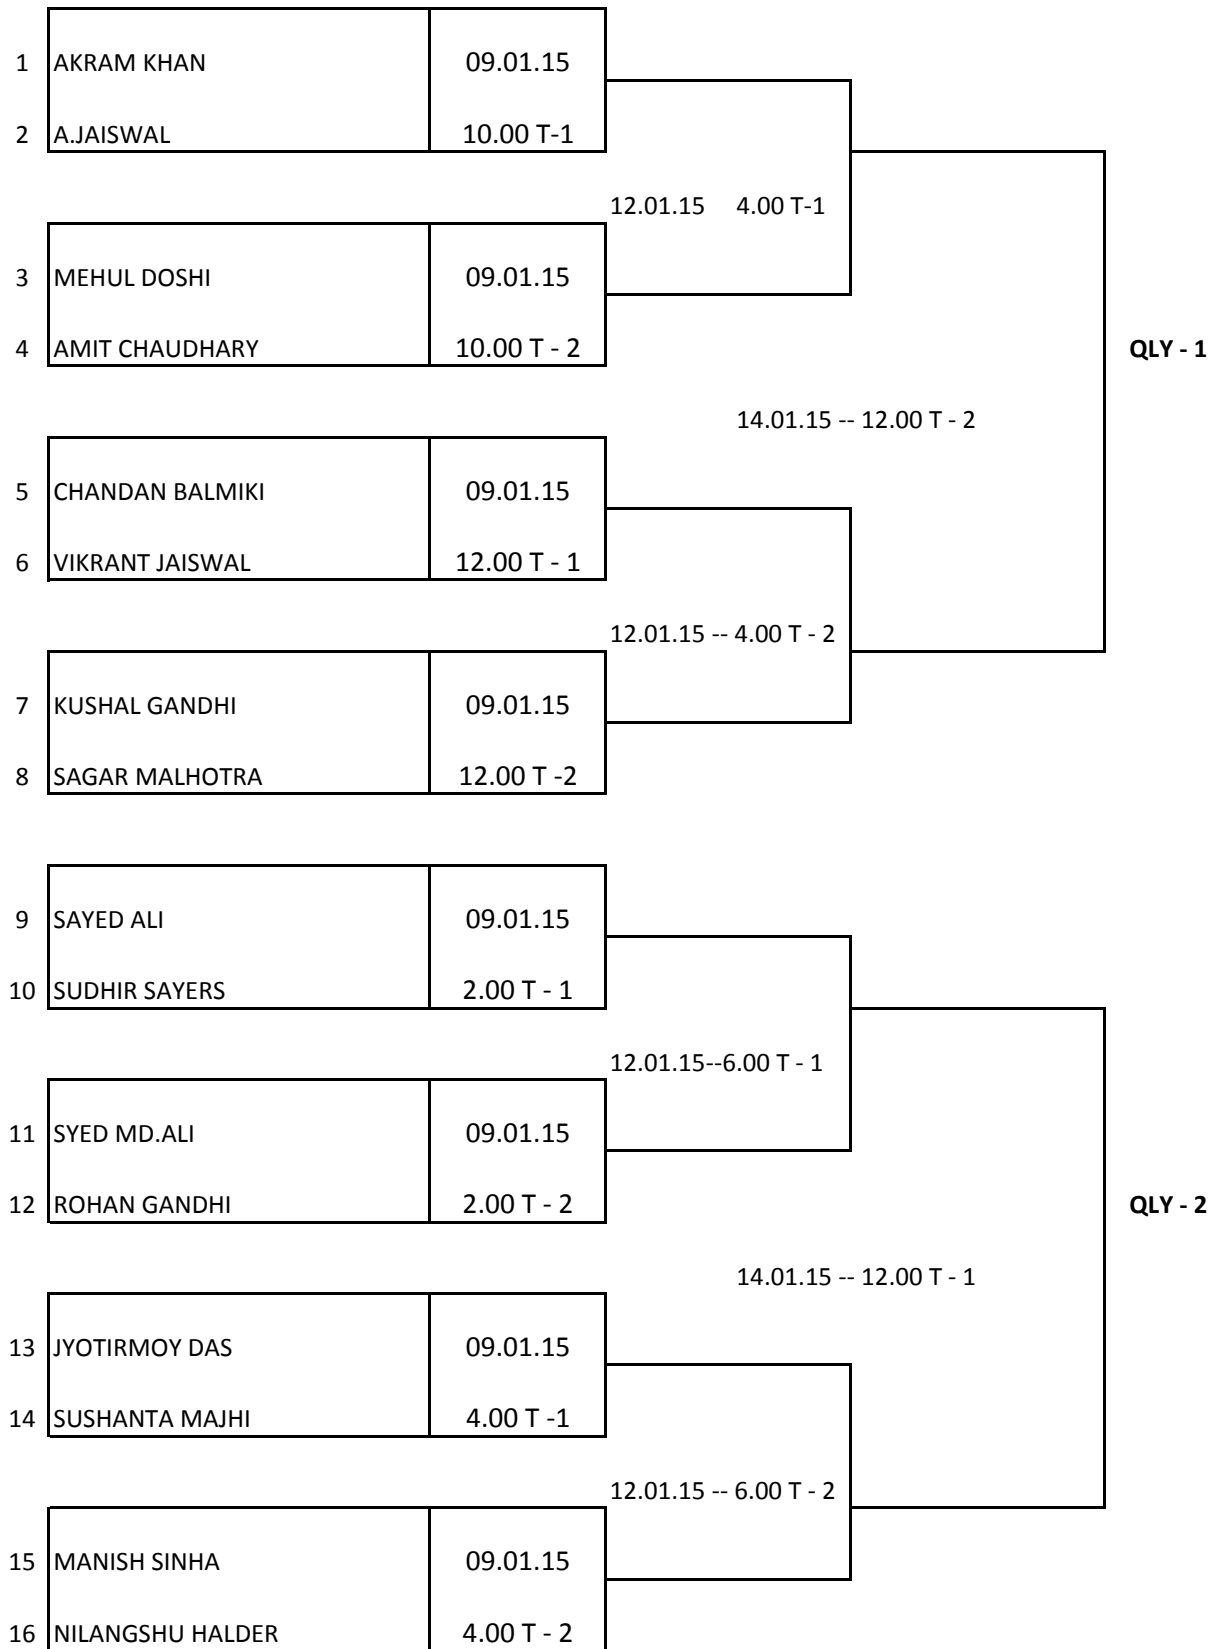 1 AKRAM KHAN 09.01.15
2 A.JAISWAL 10.00 T-1
12.01.15 4.00 T-1
3 MEHUL DOSHI 09.01.15
4 AMIT CHAUDHARY 10.00 T - 2 QLY - 1
14.01.15 -- 12.00 T - 2
5 CHANDAN BALMIKI 09.01.15
6 VIKRANT JAISWAL 12.00 T - 1
12.01.15 -- 4.00 T - 2
7 KUSHAL GANDHI 09.01.15
8 SAGAR MALHOTRA 12.00 T -2
9 SAYED ALI 09.01.15
10 SUDHIR SAYERS 2.00 T - 1
12.01.15--6.00 T - 1
11 SYED MD.ALI 09.01.15
12 ROHAN GANDHI 2.00 T - 2 QLY - 2
14.01.15 -- 12.00 T - 1
13 JYOTIRMOY DAS 09.01.15
14 SUSHANTA MAJHI 4.00 T -1
12.01.15 -- 6.00 T - 2
15 MANISH SINHA 09.01.15
16 NILANGSHU HALDER 4.00 T - 2